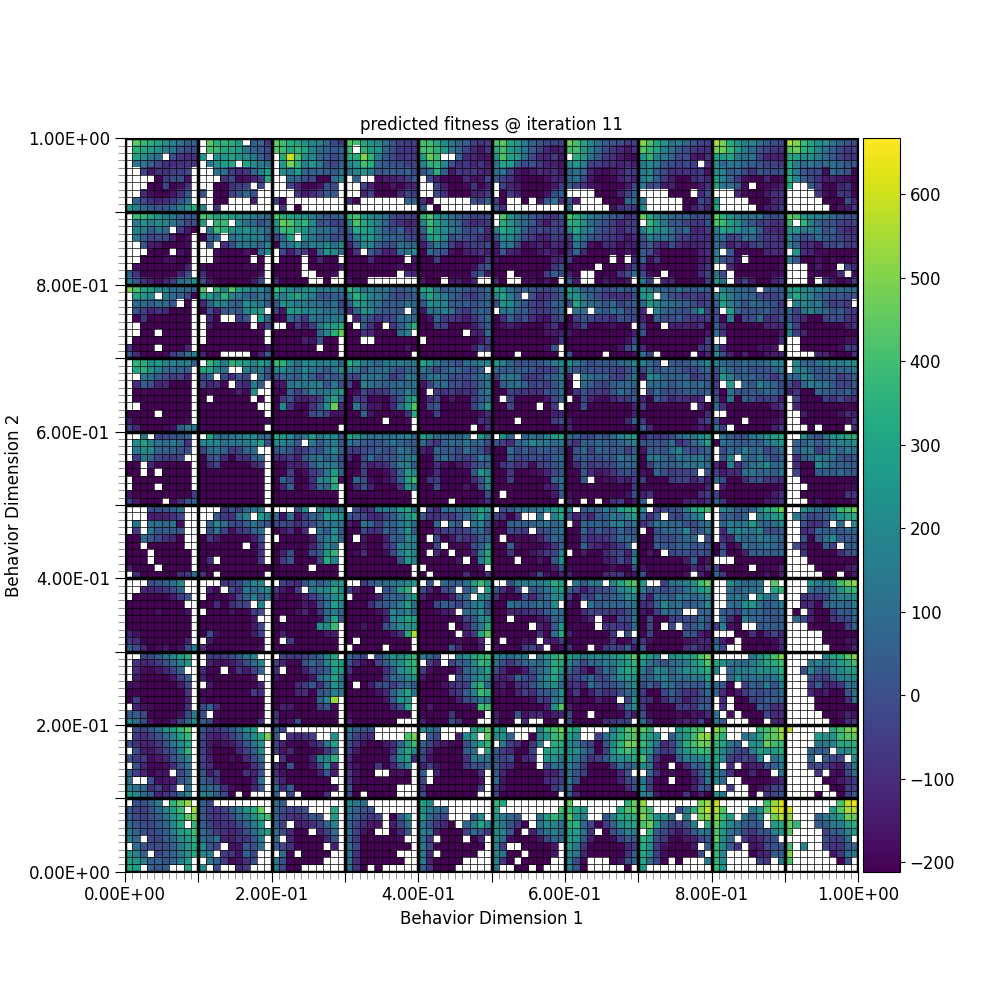 predicted fitness @ iteration 11
1.00E+00
8.00E-01
6.00E-01
4.00E-01
2.00E-01
0.00E+00
Behavior Dimension 2
0.00E+00 2.00E-01 4.00E-01 6.00E-01 8.00E-01 1.00E+00
Behavior Dimension 1
600
500
400
300
200
100
0
−100
−200